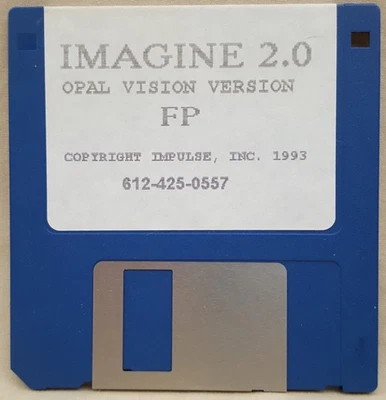 IMAGINE 2.0
OPAL VISION VERSION
FP
COPYRIGHT IMPULSE, INC. 1993
612-425-0557